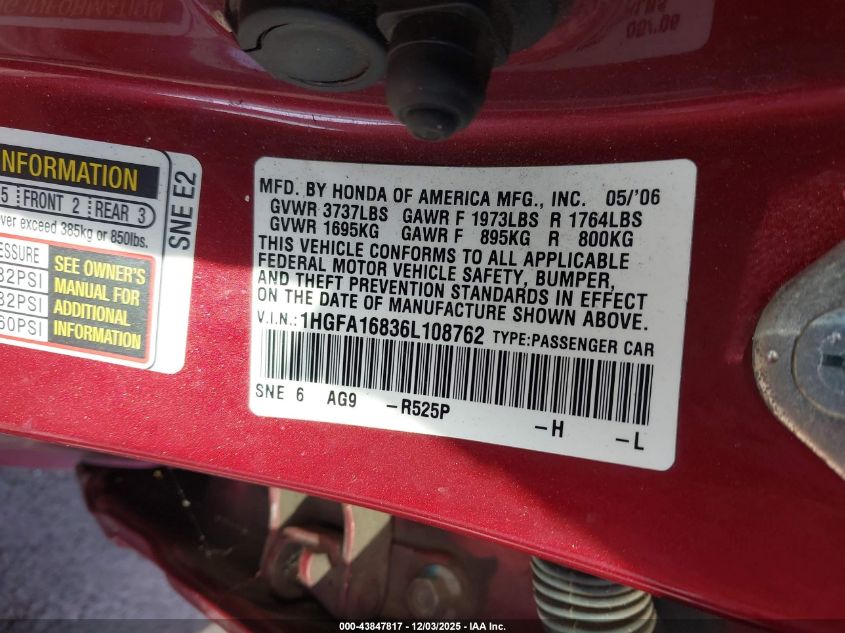 INFORMATION
5 FRONT 2 REAR 3
ver exceed 385kg or 850lbs.
SNE E2
SSURE
32PSI
32PSI
60PSI
SEE OWNER'S
MANUAL FOR
ADDITIONAL
INFORMATION
MFD. BY HONDA OF AMERICA MFG., INC. 05/'06
GVWR 3737LBS GAWR F 1973LBS R 1764LBS
GVWR 1695KG GAWR F 895KG R 800KG
THIS VEHICLE CONFORMS TO ALL APPLICABLE
FEDERAL MOTOR VEHICLE SAFETY, BUMPER,
AND THEFT PREVENTION STANDARDS IN EFFECT
ON THE DATE OF MANUFACTURE SHOWN ABOVE.
V.I.N.: 1HGFA16836L108762 TYPE:PASSENGER CAR
SNE 6 AG9 -R525P
-H -L
000-43847817 - 12/03/2025 - IAA Inc.